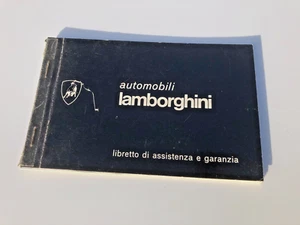 automobili
lamborghini
libretto di assistenza e garanzia